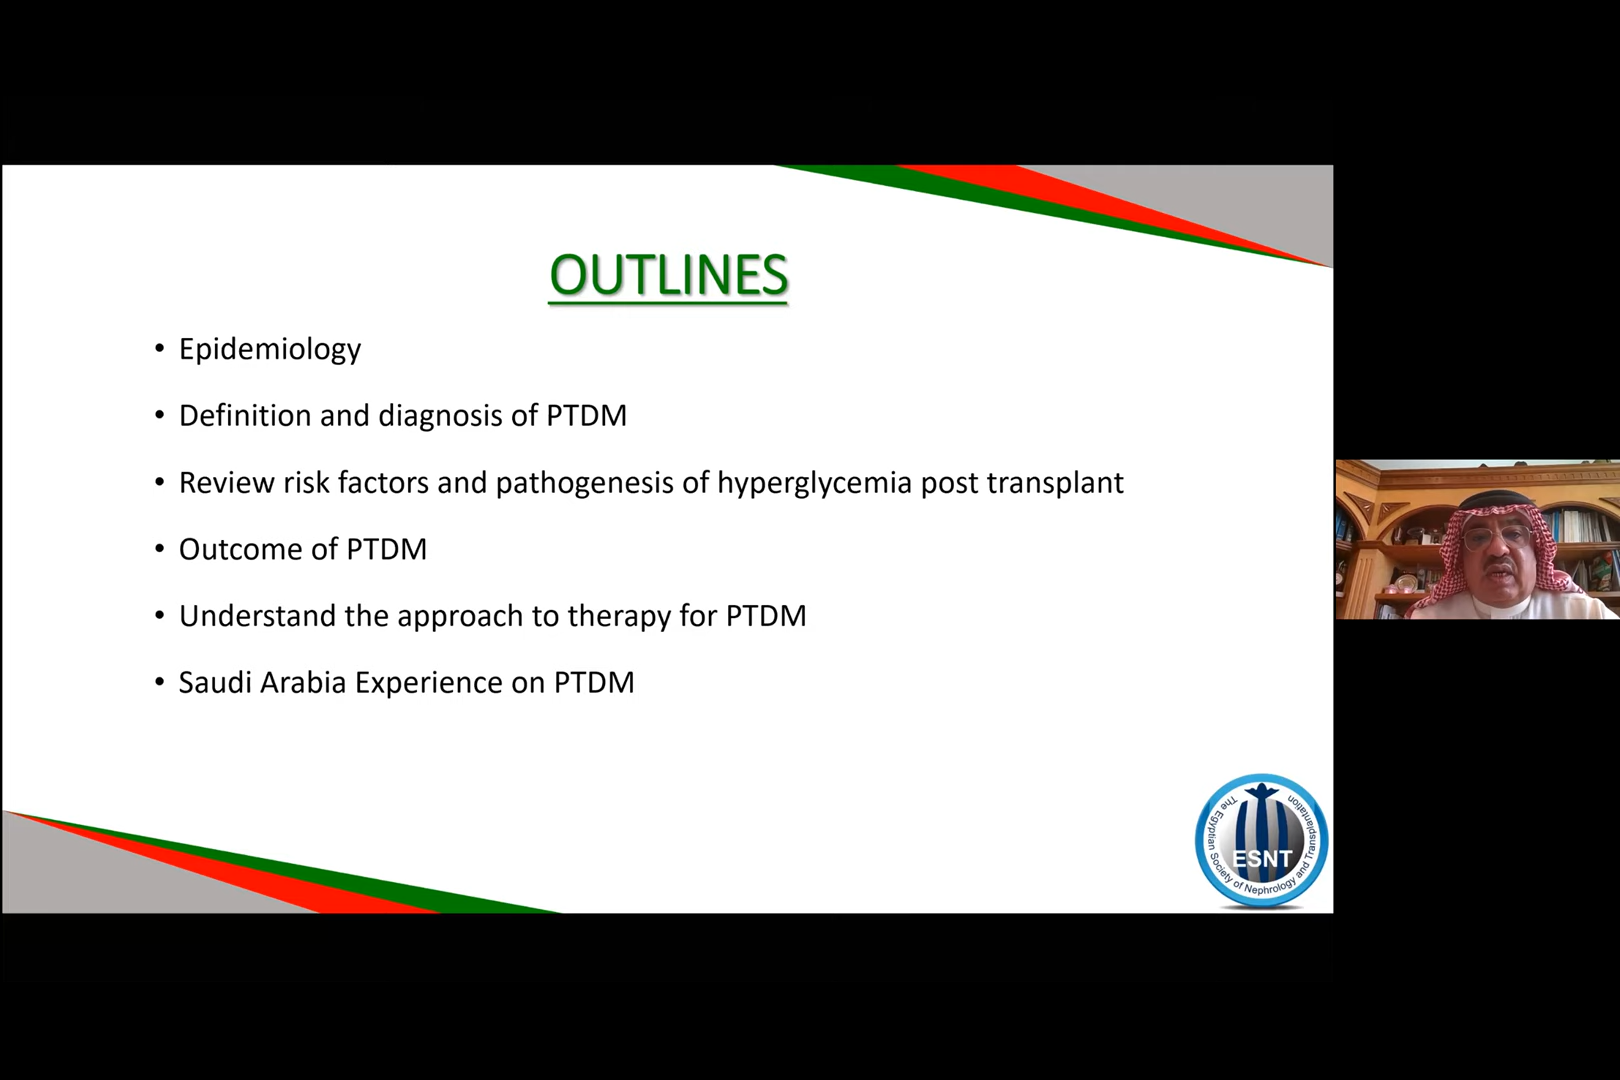 OUTLINES
• Epidemiology
• Definition and diagnosis of PTDM
• Review risk factors and pathogenesis of hyperglycemia post transplant
• Outcome of PTDM
• Understand the approach to therapy for PTDM
• Saudi Arabia Experience on PTDM
The Egyptian Society of Nephrology and Transplantation
ESNT